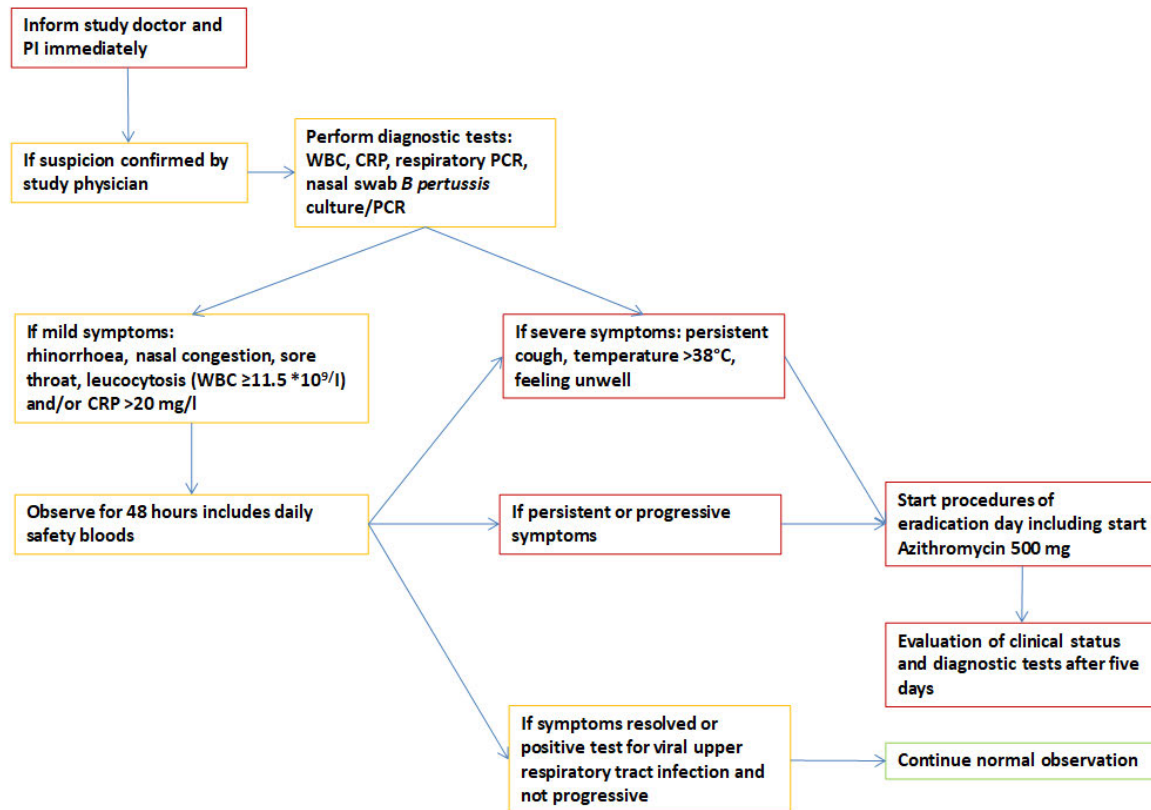 Inform study doctor and
PI immediately
If suspicion confirmed by
study physician
Perform diagnostic tests:
WBC, CRP, respiratory PCR,
nasal swab B pertussis
culture/PCR
If mild symptoms:
rhinorrhoea, nasal congestion, sore
throat, leucocytosis (WBC ≥11.5 *10⁹ᐟl)
and/or CRP >20 mg/l
If severe symptoms: persistent
cough, temperature >38°C,
feeling unwell
Observe for 48 hours includes daily
safety bloods
If persistent or progressive
symptoms
Start procedures of
eradication day including start
Azithromycin 500 mg
Evaluation of clinical status
and diagnostic tests after five
days
If symptoms resolved or
positive test for viral upper
respiratory tract infection and
not progressive
Continue normal observation